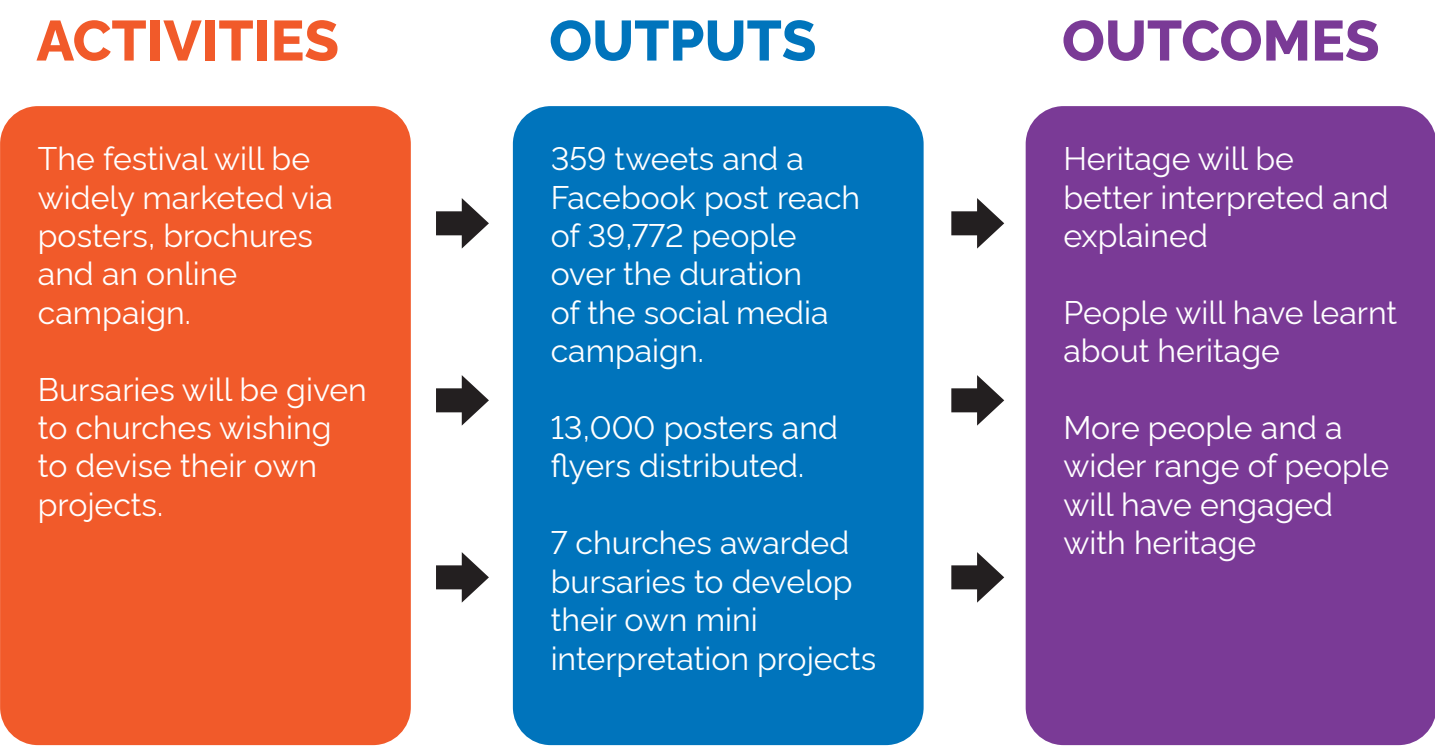 ACTIVITIES
The festival will be
widely marketed via
posters, brochures
and an online
campaign.
Bursaries will be given
to churches wishing
to devise their own
projects.
OUTPUTS
359 tweets and a
Facebook post reach
of 39,772 people
over the duration
of the social media
campaign.
13,000 posters and
flyers distributed.
7 churches awarded
bursaries to develop
their own mini
interpretation projects
OUTCOMES
Heritage will be
better interpreted and
explained
People will have learnt
about heritage
More people and a
wider range of people
will have engaged
with heritage